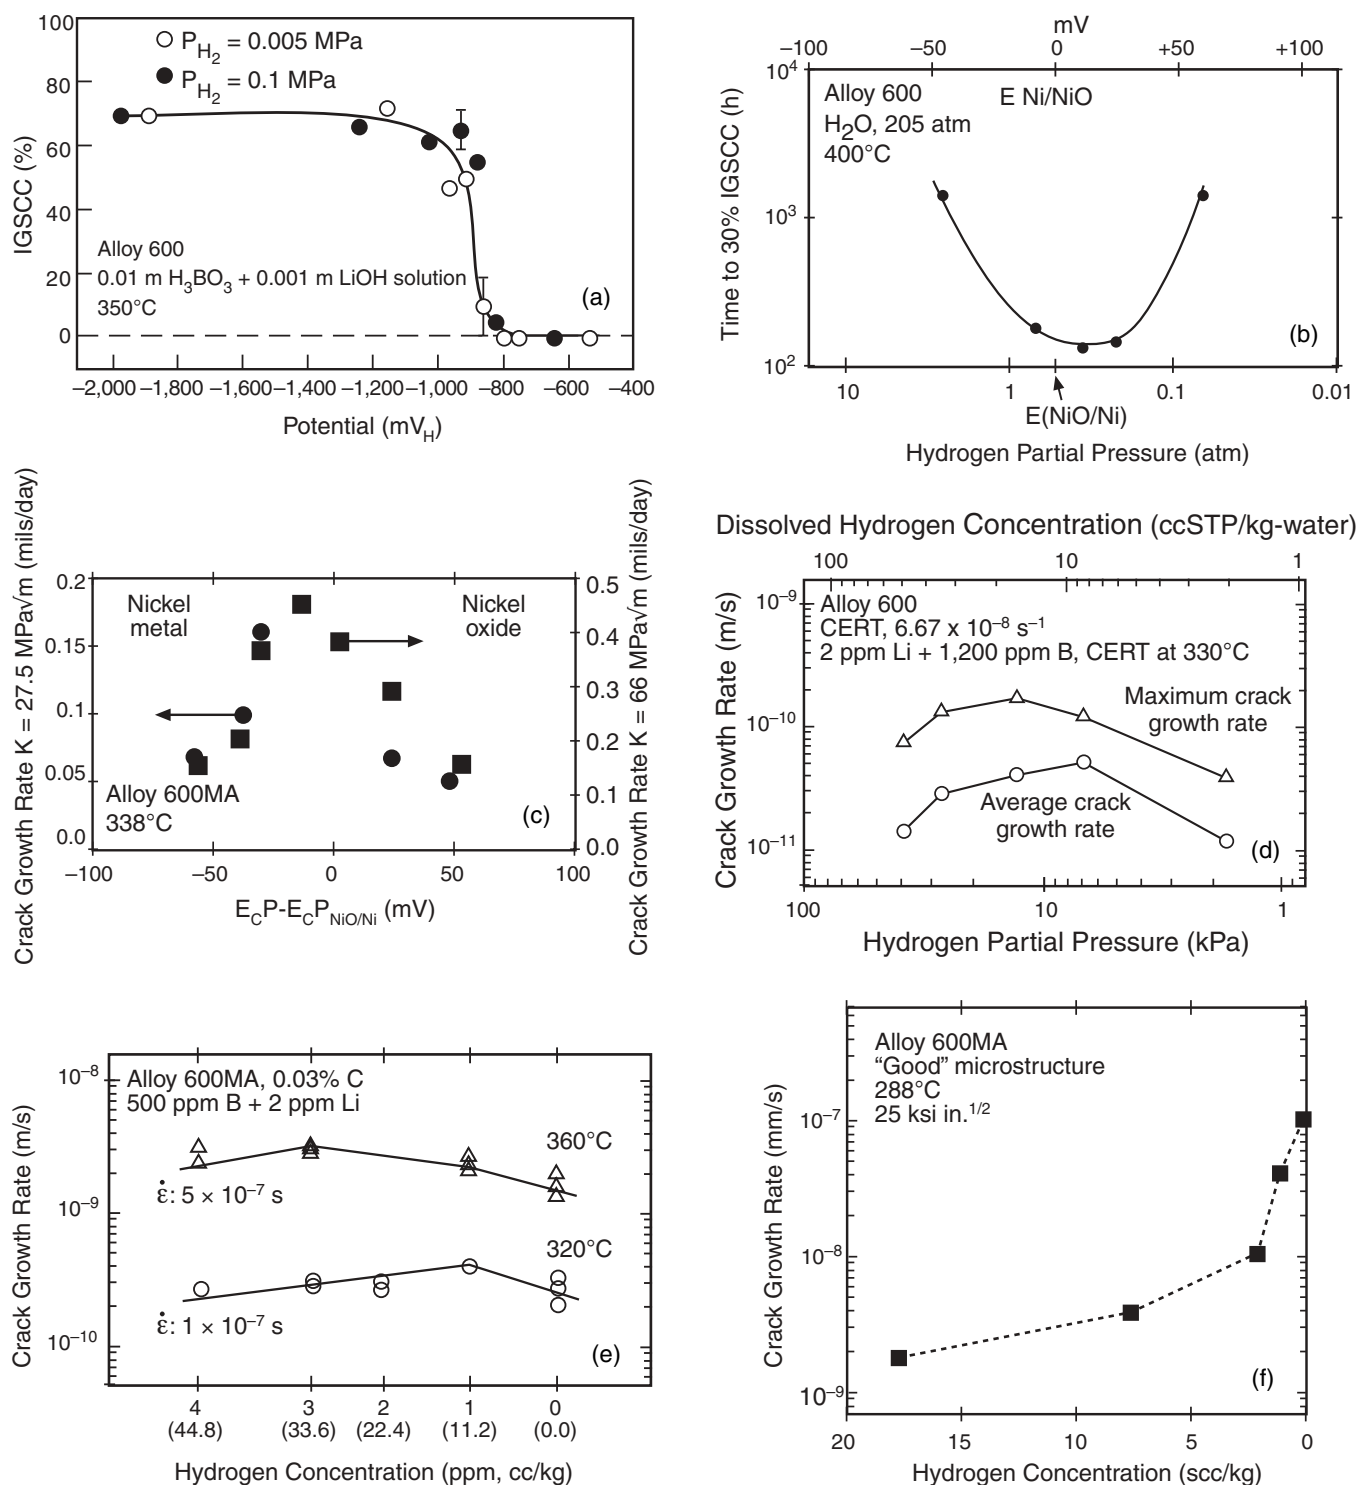 100
80
60
40
20
0
IGSCC (%)
P_H2 = 0.005 MPa
P_H2 = 0.1 MPa
Alloy 600
0.01 m H3BO3 + 0.001 m LiOH solution
350°C
(a)
–2,000 –1,800 –1,600 –1,400 –1,200 –1,000 –800 –600 –400
Potential (mV_H)
mV
–100 –50 0 +50 +100
10^4
10^3
10^2
Time to 30% IGSCC (h)
Alloy 600
H2O, 205 atm
400°C
E Ni/NiO
(b)
10 1 0.1 0.01
E(NiO/Ni)
Hydrogen Partial Pressure (atm)
Crack Growth Rate K = 27.5 MPa√m (mils/day)
0.2
0.15
0.1
0.05
0.0
Nickel
metal
Nickel
oxide
Alloy 600MA
338°C
(c)
0.5
0.4
0.3
0.2
0.1
0.0
Crack Growth Rate K = 66 MPa√m (mils/day)
–100 –50 0 50 100
E_CP-E_CP_NiO/Ni (mV)
Dissolved Hydrogen Concentration (ccSTP/kg-water)
100 10 1
10^–9
10^–10
10^–11
Crack Growth Rate (m/s)
Alloy 600
CERT, 6.67 x 10^–8 s^–1
2 ppm Li + 1,200 ppm B, CERT at 330°C
Maximum crack
growth rate
Average crack
growth rate
(d)
100 10 1
Hydrogen Partial Pressure (kPa)
10^–8
10^–9
10^–10
Crack Growth Rate (m/s)
Alloy 600MA, 0.03% C
500 ppm B + 2 ppm Li
360°C
ε̇: 5 × 10^–7 s
320°C
ε̇: 1 × 10^–7 s
(e)
4 3 2 1 0
(44.8) (33.6) (22.4) (11.2) (0.0)
Hydrogen Concentration (ppm, cc/kg)
10^–7
10^–8
10^–9
Crack Growth Rate (mm/s)
Alloy 600MA
“Good” microstructure
288°C
25 ksi in.^1/2
(f)
20 15 10 5 0
Hydrogen Concentration (scc/kg)